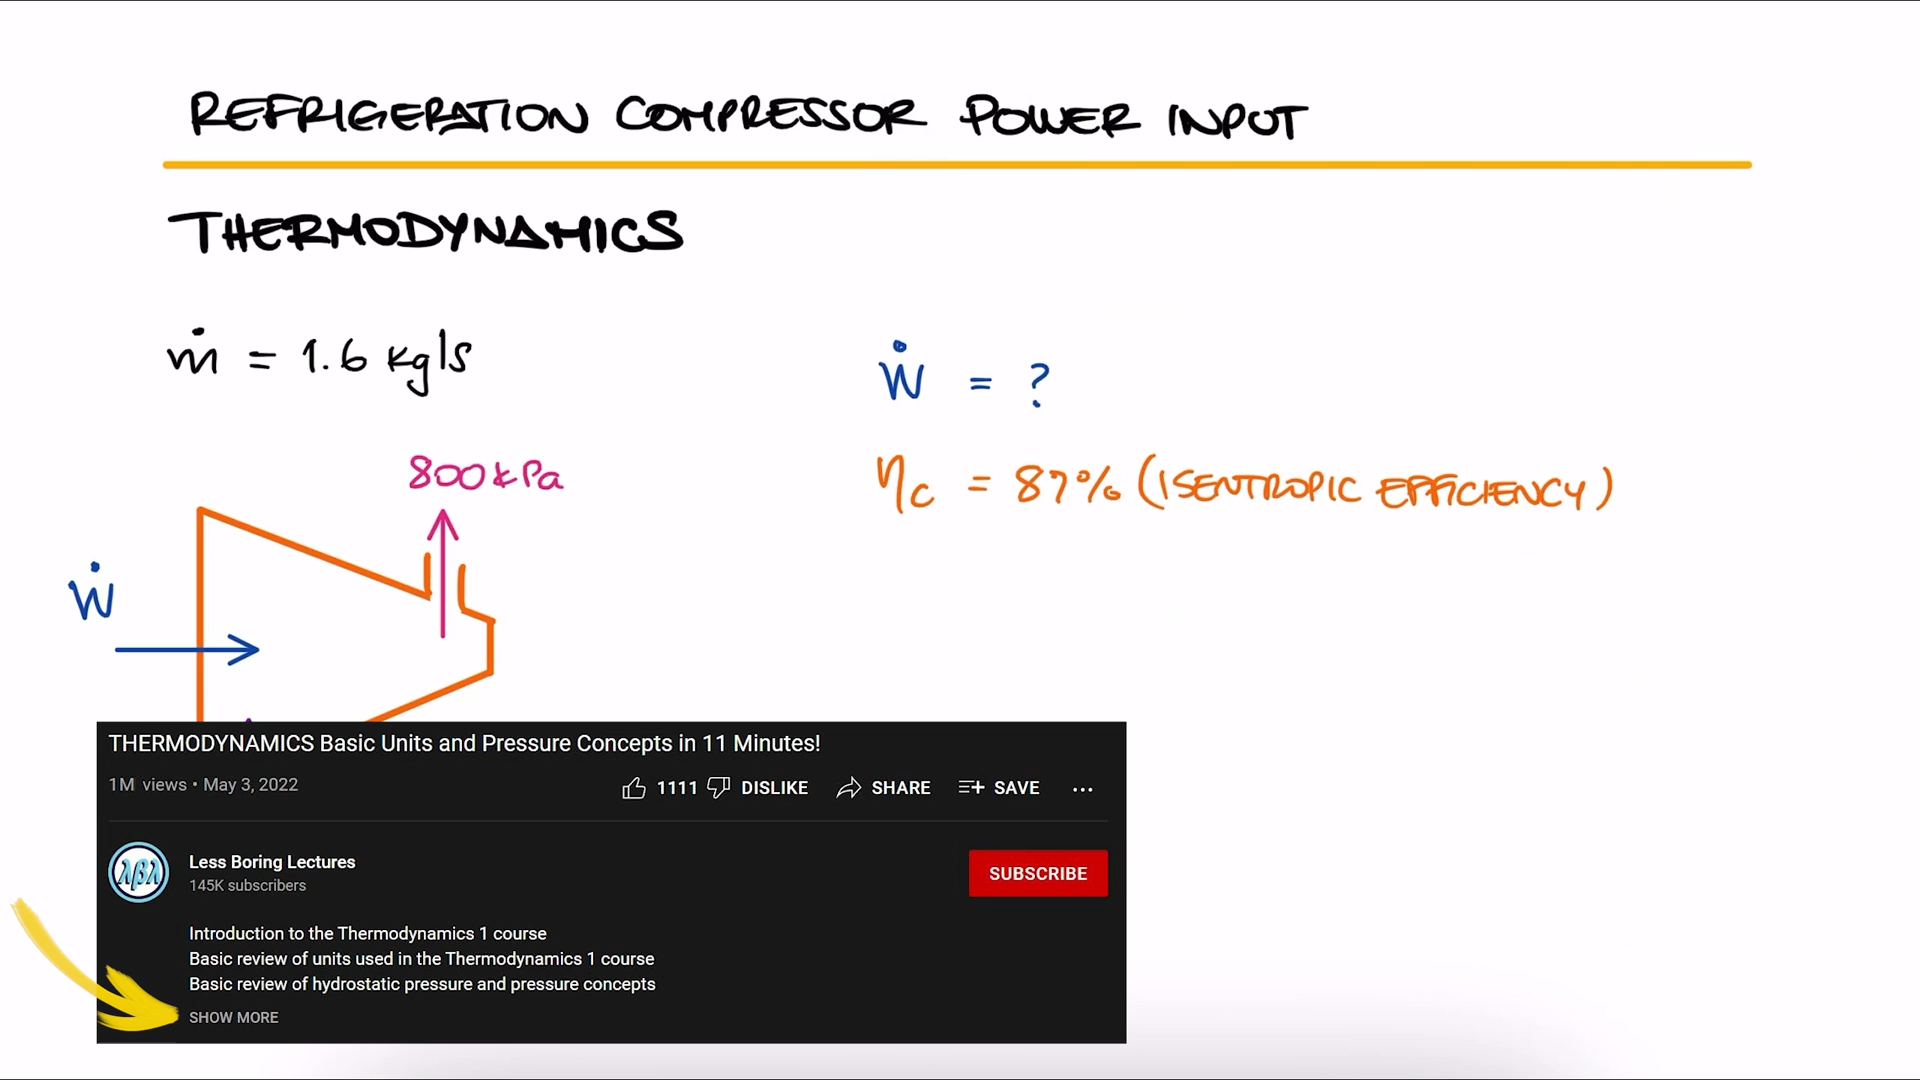 REFRIGERATION COMPRESSOR POWER INPUT
THERMODYNAMICS
ṁ = 1.6 kg/s
Ẇ = ?
800 kPa
ηc = 87% (ISENTROPIC EFFICIENCY)
Ẇ
THERMODYNAMICS Basic Units and Pressure Concepts in 11 Minutes!
1M views • May 3, 2022
1111 DISLIKE SHARE SAVE ...
λβλ
Less Boring Lectures
145K subscribers
SUBSCRIBE
Introduction to the Thermodynamics 1 course
Basic review of units used in the Thermodynamics 1 course
Basic review of hydrostatic pressure and pressure concepts
SHOW MORE